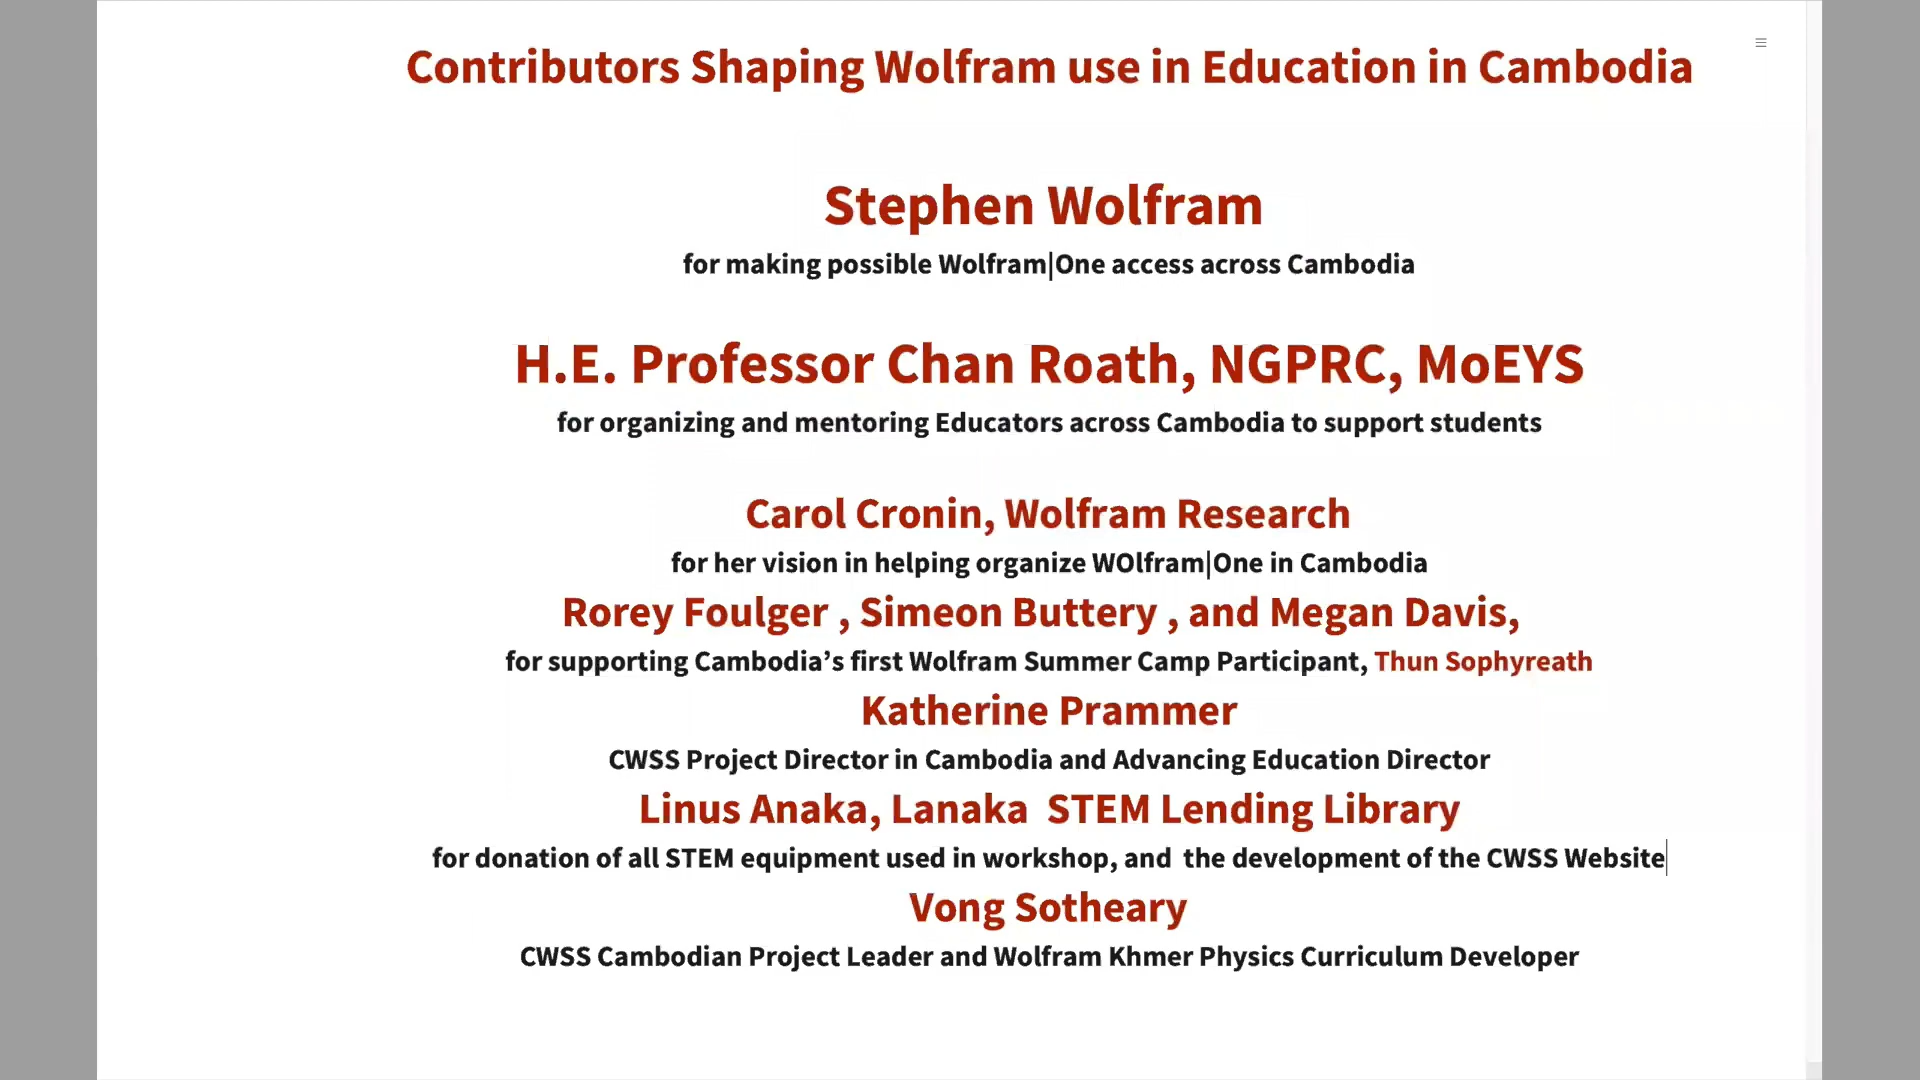 Contributors Shaping Wolfram use in Education in Cambodia
Stephen Wolfram
for making possible Wolfram|One access across Cambodia
H.E. Professor Chan Roath, NGPRC, MoEYS
for organizing and mentoring Educators across Cambodia to support students
Carol Cronin, Wolfram Research
for her vision in helping organize WOlfram|One in Cambodia
Rorey Foulger , Simeon Buttery , and Megan Davis,
for supporting Cambodia’s first Wolfram Summer Camp Participant, Thun Sophyreath
Katherine Prammer
CWSS Project Director in Cambodia and Advancing Education Director
Linus Anaka, Lanaka  STEM Lending Library
for donation of all STEM equipment used in workshop, and  the development of the CWSS Website
Vong Sotheary
CWSS Cambodian Project Leader and Wolfram Khmer Physics Curriculum Developer